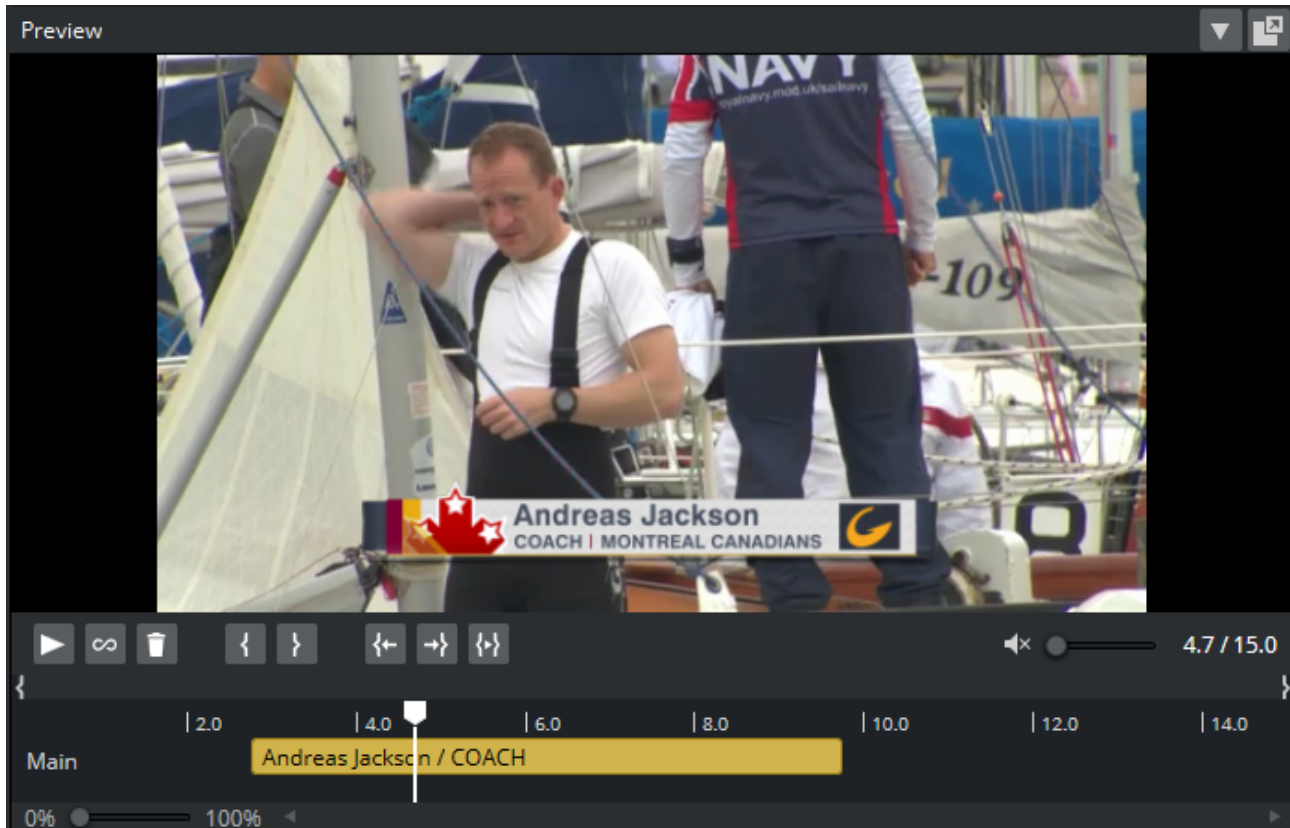 Preview
NAVY
royalnavy.mod.uk/sailnavy
-109
Andreas Jackson
COACH | MONTREAL CANADIANS
8
4.7 / 15.0
2.0 4.0 6.0 8.0 10.0 12.0 14.0
Main Andreas Jackson / COACH
0% 100%